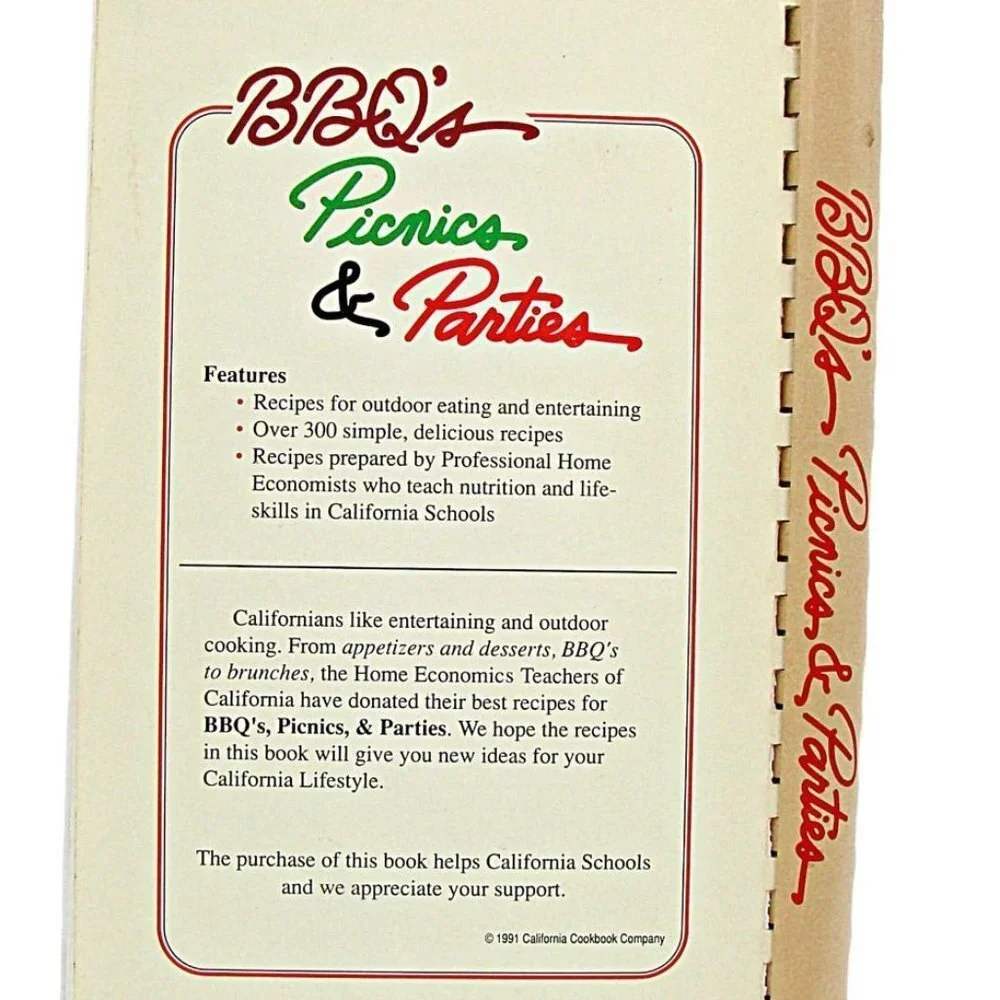 BBQ's
Picnics
& Parties
Features
• Recipes for outdoor eating and entertaining
• Over 300 simple, delicious recipes
• Recipes prepared by Professional Home
Economists who teach nutrition and life-
skills in California Schools
Californians like entertaining and outdoor
cooking. From appetizers and desserts, BBQ's
to brunches, the Home Economics Teachers of
California have donated their best recipes for
BBQ's, Picnics, & Parties. We hope the recipes
in this book will give you new ideas for your
California Lifestyle.
The purchase of this book helps California Schools
and we appreciate your support.
© 1991 California Cookbook Company
BBQ's Picnics & Parties